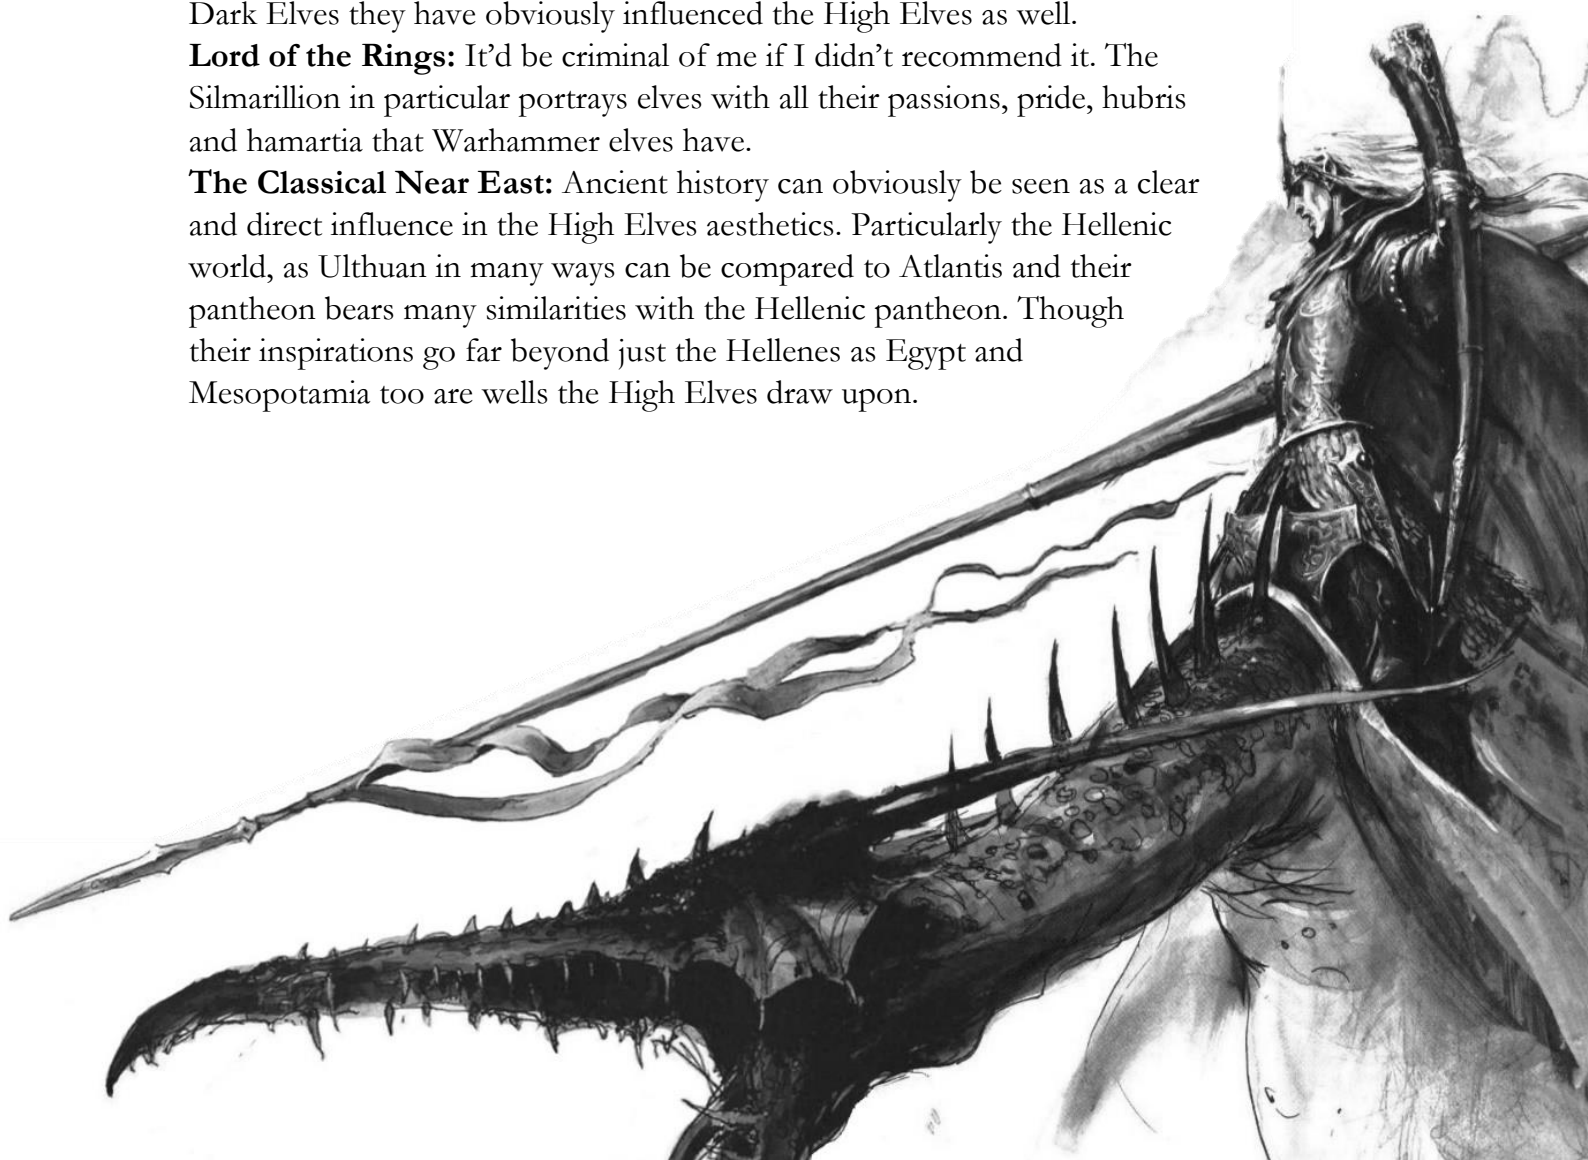 Dark Elves they have obviously influenced the High Elves as well.
Lord of the Rings: It’d be criminal of me if I didn’t recommend it. The
Silmarillion in particular portrays elves with all their passions, pride, hubris
and hamartia that Warhammer elves have.
The Classical Near East: Ancient history can obviously be seen as a clear
and direct influence in the High Elves aesthetics. Particularly the Hellenic
world, as Ulthuan in many ways can be compared to Atlantis and their
pantheon bears many similarities with the Hellenic pantheon. Though
their inspirations go far beyond just the Hellenes as Egypt and
Mesopotamia too are wells the High Elves draw upon.